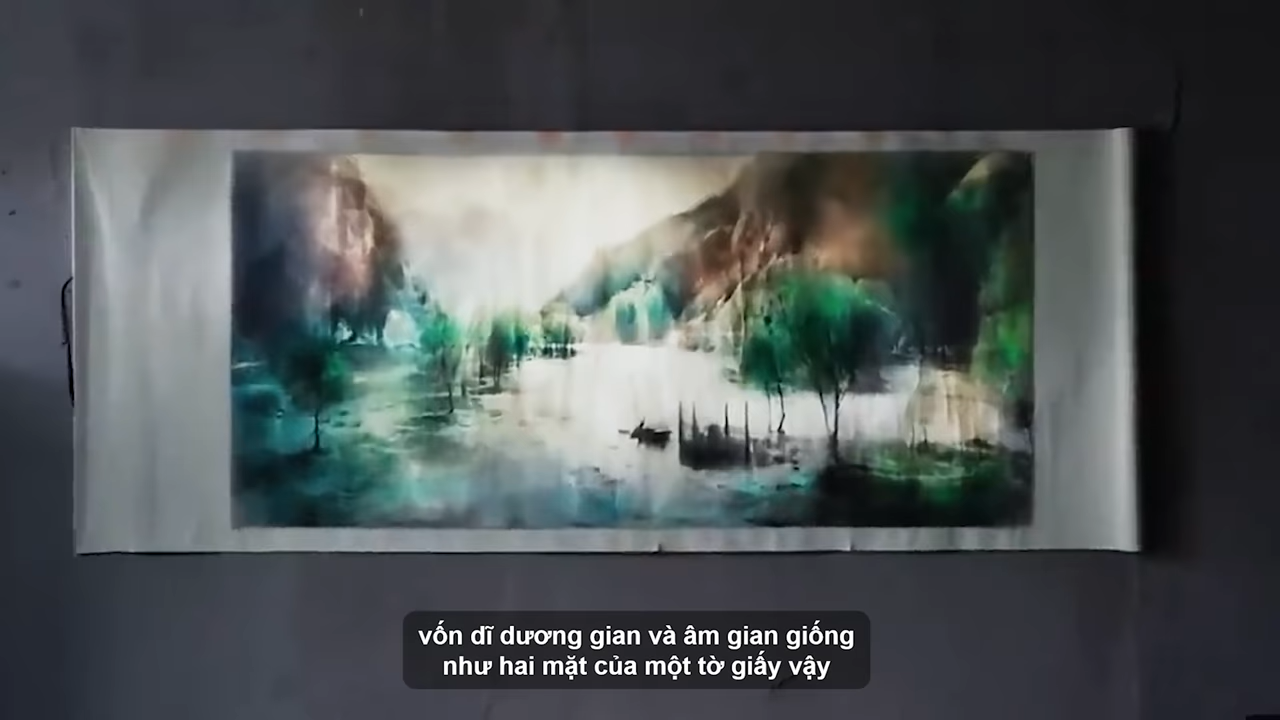 vốn dĩ dương gian và âm gian giống
như hai mặt của một tờ giấy vậy